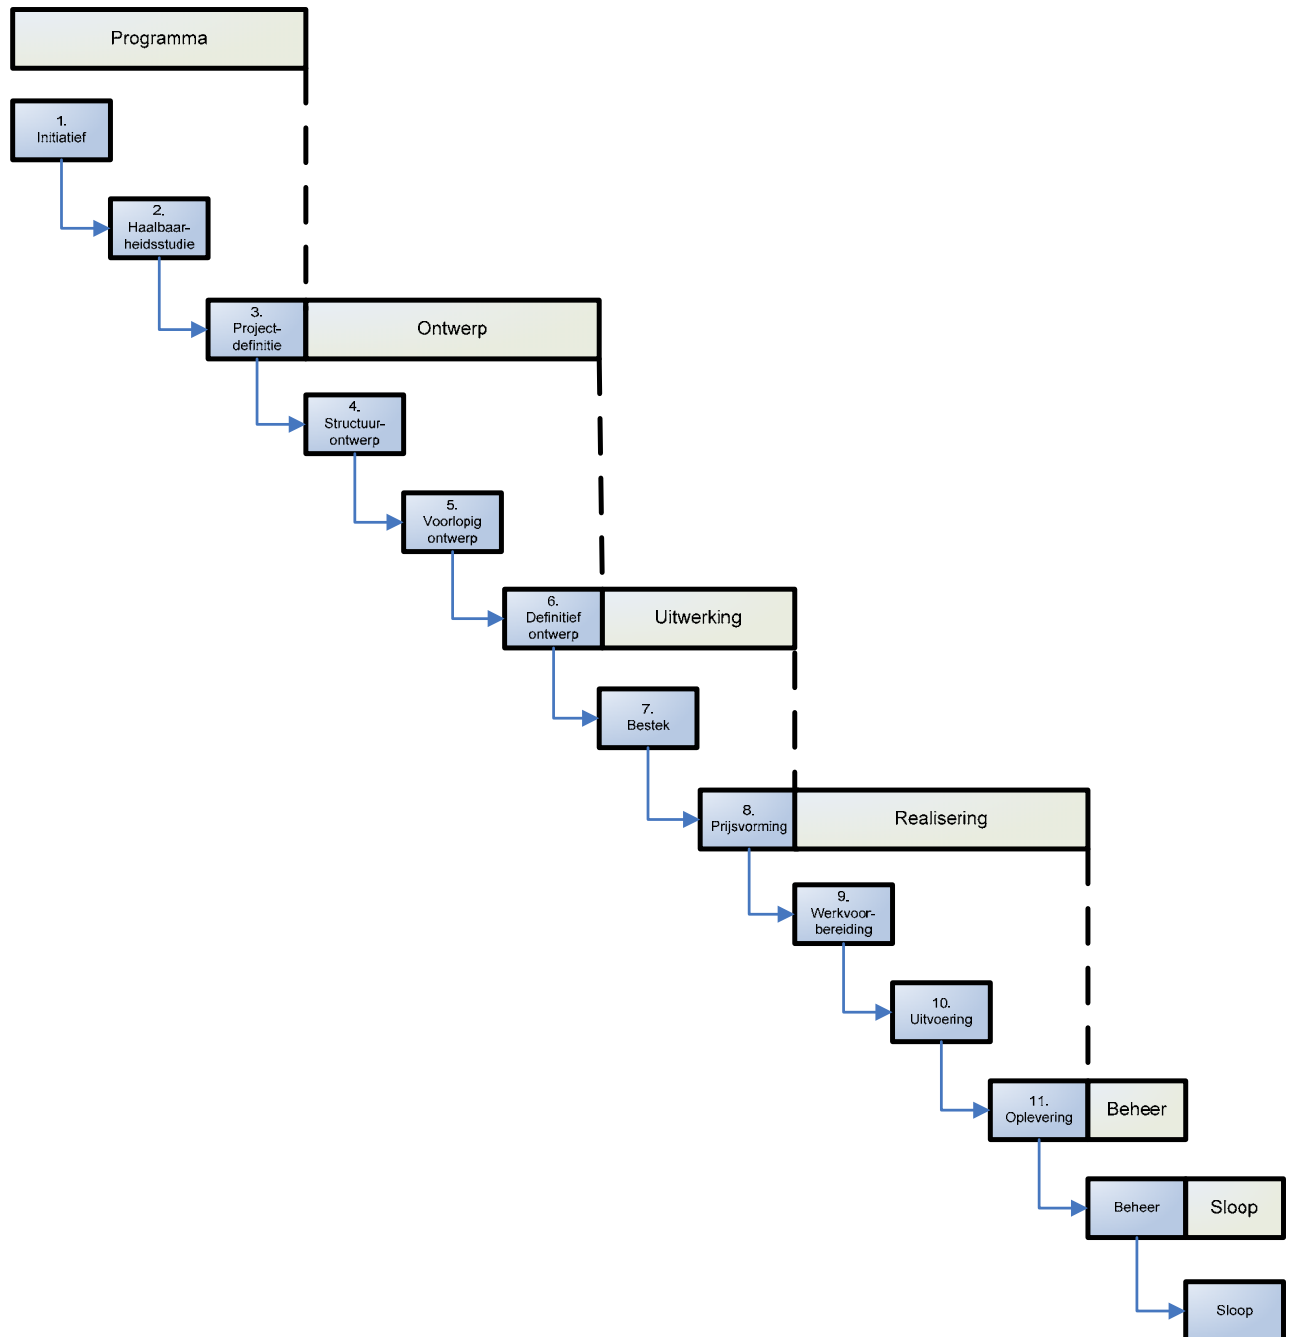 Programma
1.
Initiatief
2.
Haalbaar-
heidsstudie
3.
Project-
definitie
Ontwerp
4.
Structuur-
ontwerp
5.
Voorlopig
ontwerp
6.
Definitief
ontwerp
Uitwerking
7.
Bestek
8.
Prijsvorming
Realisering
9.
Werkvoor-
bereiding
10.
Uitvoering
11.
Oplevering
Beheer
Beheer
Sloop
Sloop